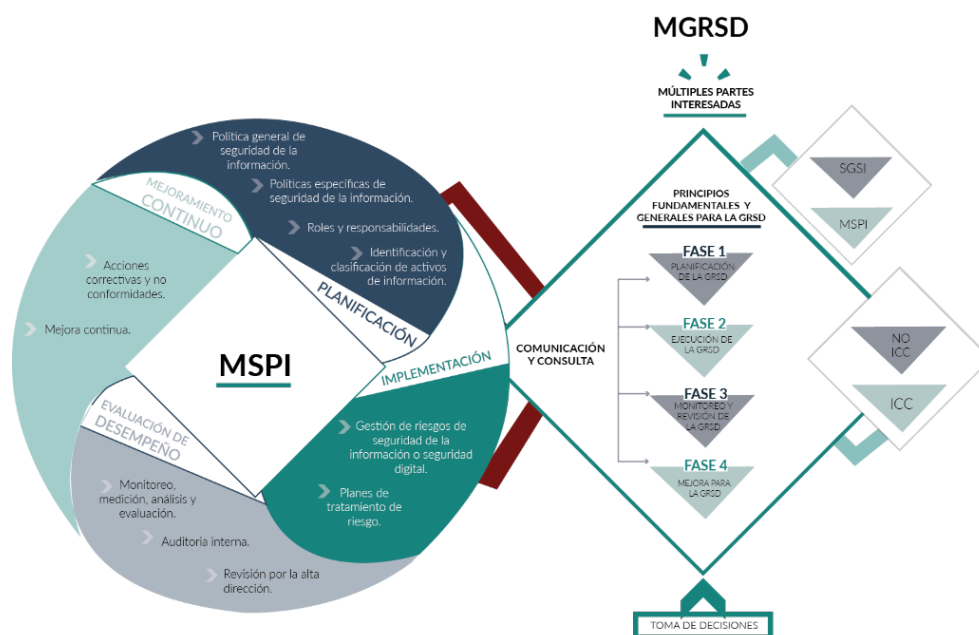 MGRSD
MÚLTIPLES PARTES
INTERESADAS
Política general de
seguridad de la
información.
Políticas específicas de
seguridad de la información.
Roles y responsabilidades.
Identificación y
clasificación de activos
de información.
MEJORAMIENTO
CONTINUO
PLANIFICACIÓN
Acciones
correctivas y no
conformidades.
Mejora continua.
MSPI
IMPLEMENTACIÓN
EVALUACIÓN DE
DESEMPEÑO
Gestión de riesgos de
seguridad de la
información o seguridad
digital.
Planes de
tratamiento de
riesgo.
Monitoreo,
medición, análisis y
evaluación.
Auditoria interna.
Revisión por la alta
dirección.
COMUNICACIÓN
Y CONSULTA
PRINCIPIOS
FUNDAMENTALES Y
GENERALES PARA LA GRSD
FASE 1
PLANIFICACIÓN
DE LA GRSD
FASE 2
EJECUCIÓN DE
LA GRSD
FASE 3
MONITOREO Y
REVISIÓN DE
LA GRSD
FASE 4
MEJORA PARA
LA GRSD
SGSI
MSPI
NO
ICC
ICC
TOMA DE DECISIONES